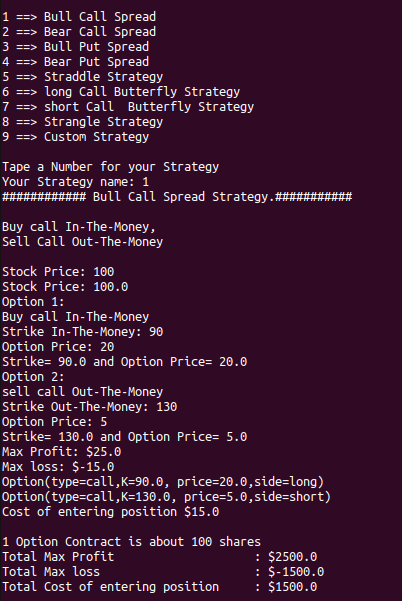 1 ==> Bull Call Spread
2 ==> Bear Call Spread
3 ==> Bull Put Spread
4 ==> Bear Put Spread
5 ==> Straddle Strategy
6 ==> long Call Butterfly Strategy
7 ==> short Call  Butterfly Strategy
8 ==> Strangle Strategy
9 ==> Custom Strategy
Tape a Number for your Strategy
Your Strategy name: 1
############ Bull Call Spread Strategy.###########
Buy call In-The-Money,
Sell Call Out-The-Money
Stock Price: 100
Stock Price: 100.0
Option 1:
Buy call In-The-Money
Strike In-The-Money: 90
Option Price: 20
Strike= 90.0 and Option Price= 20.0
Option 2:
sell call Out-The-Money
Strike Out-The-Money: 130
Option Price: 5
Strike= 130.0 and Option Price= 5.0
Max Profit: $25.0
Max loss: $-15.0
Option(type=call,K=90.0, price=20.0,side=long)
Option(type=call,K=130.0, price=5.0,side=short)
Cost of entering position $15.0
1 Option Contract is about 100 shares
Total Max Profit                    : $2500.0
Total Max loss                      : $-1500.0
Total Cost of entering position     : $1500.0